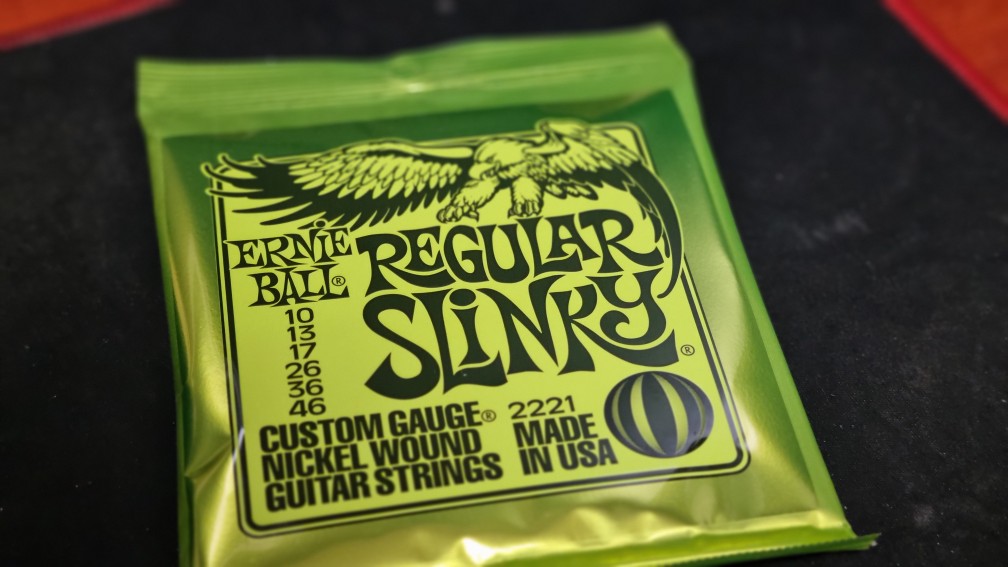 ERNiE
BALL®
REGULAR
SLiNKY®
10
13
17
26
36
46
CUSTOM GAUGE®
NICKEL WOUND
GUITAR STRINGS
2221
MADE
IN USA